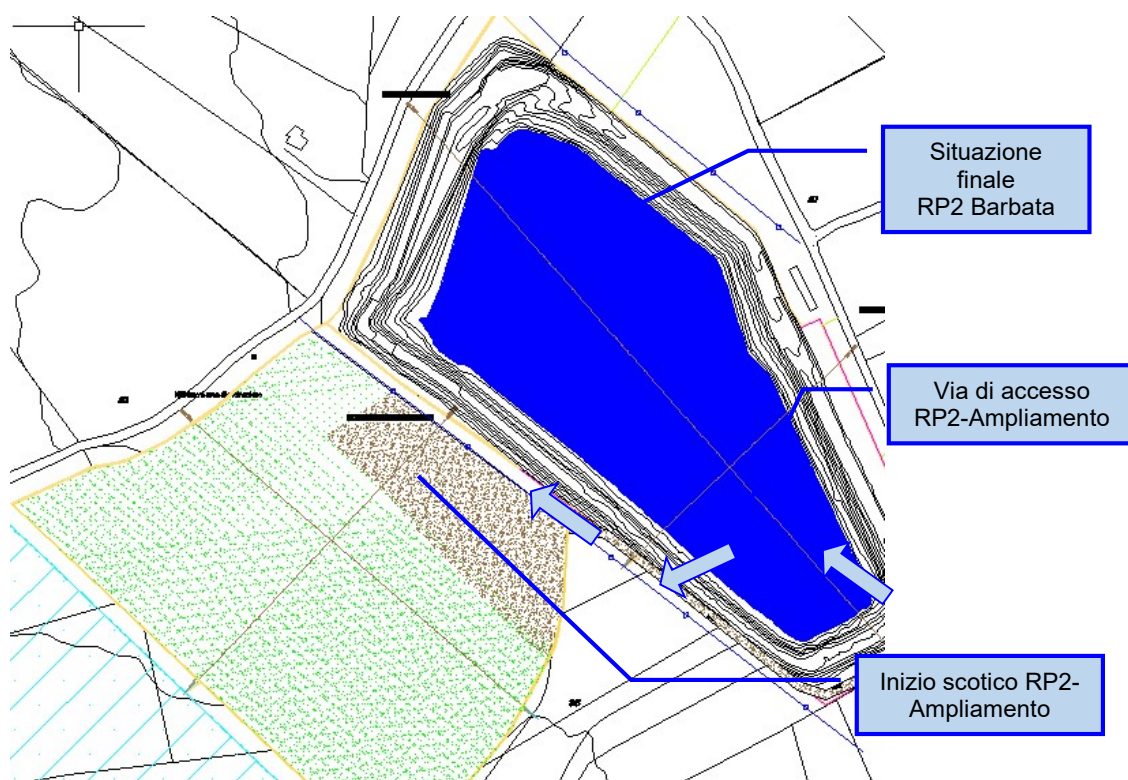 Situazione
finale
RP2 Barbata
Via di accesso
RP2-Ampliamento
Inizio scotico RP2-
Ampliamento